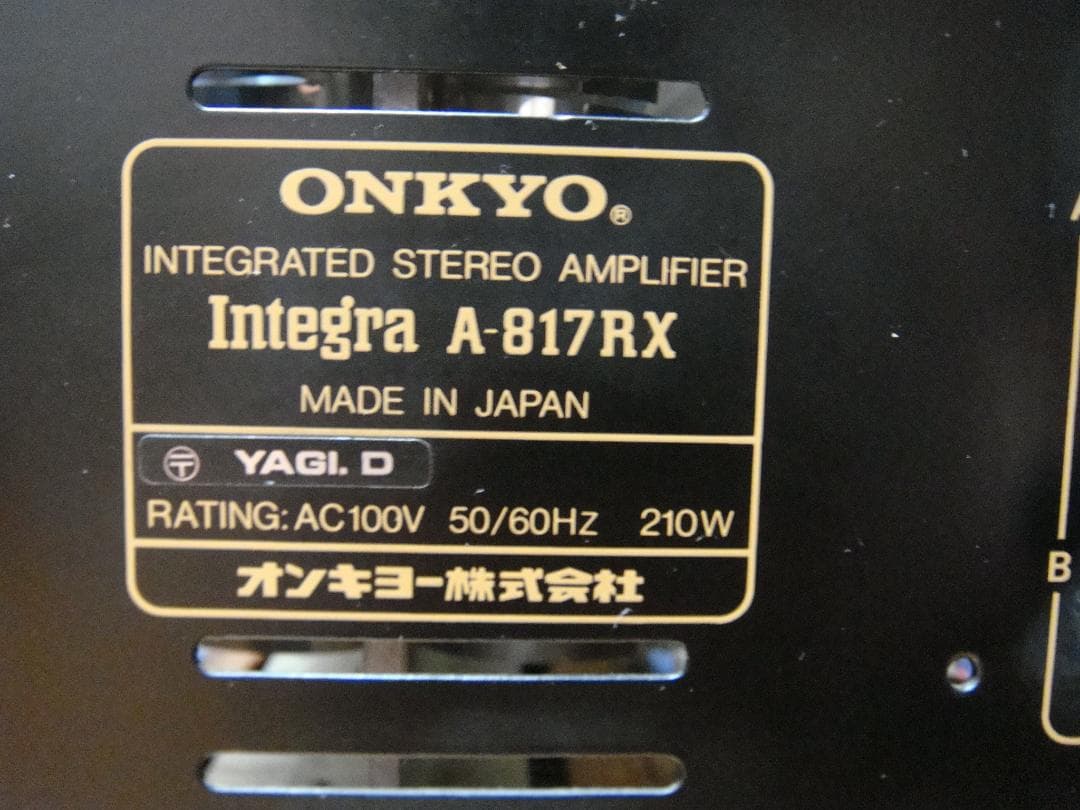 ONKYO®
INTEGRATED STEREO AMPLIFIER
Integra A-817RX
MADE IN JAPAN
〒 YAGI. D
RATING: AC100V 50/60Hz 210W
オンキヨー株式会社
B